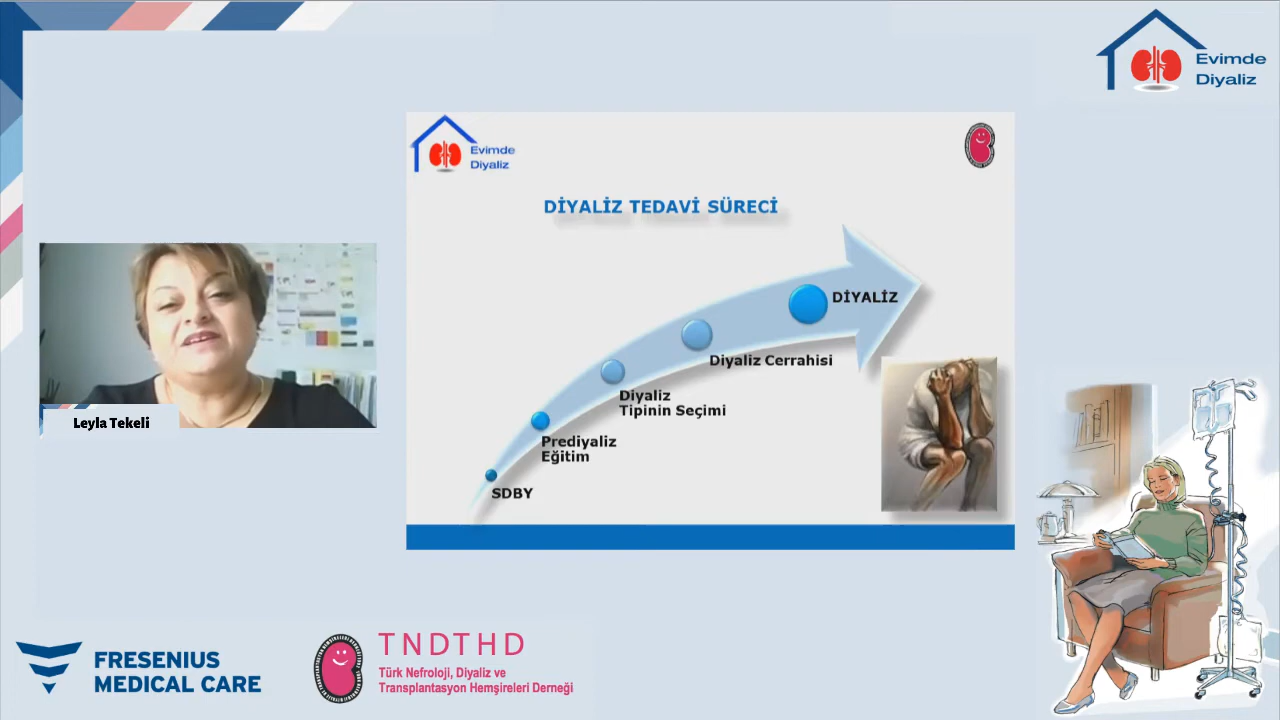 Evimde
Diyaliz
Evimde
Diyaliz
DİYALİZ TEDAVİ SÜRECİ
DİYALİZ
Diyaliz Cerrahisi
Diyaliz
Tipinin Seçimi
Prediyaliz
Eğitim
SDBY
Leyla Tekeli
FRESENIUS
MEDICAL CARE
TNDTHD
Türk Nefroloji, Diyaliz ve
Transplantasyon Hemşireleri Derneği